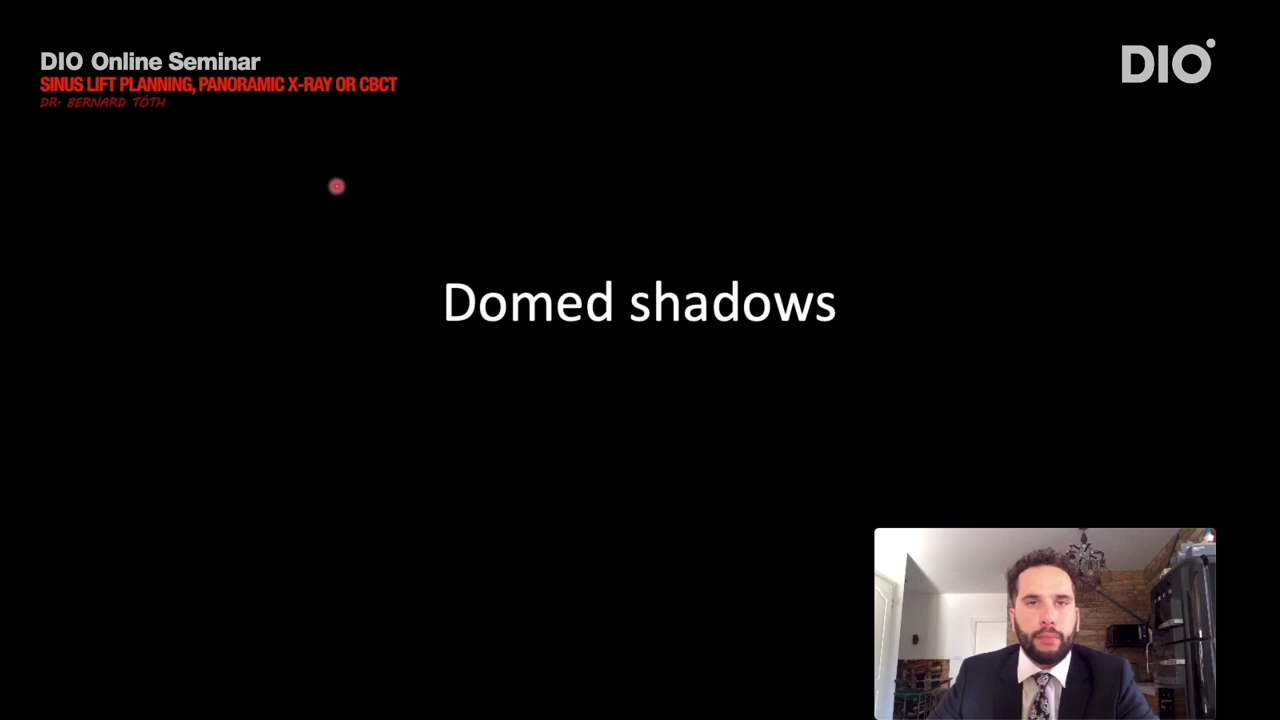 DIO Online Seminar
SINUS LIFT PLANNING, PANORAMIC X-RAY OR CBCT
DR. BERNARD TÓTH
DIO
Domed shadows